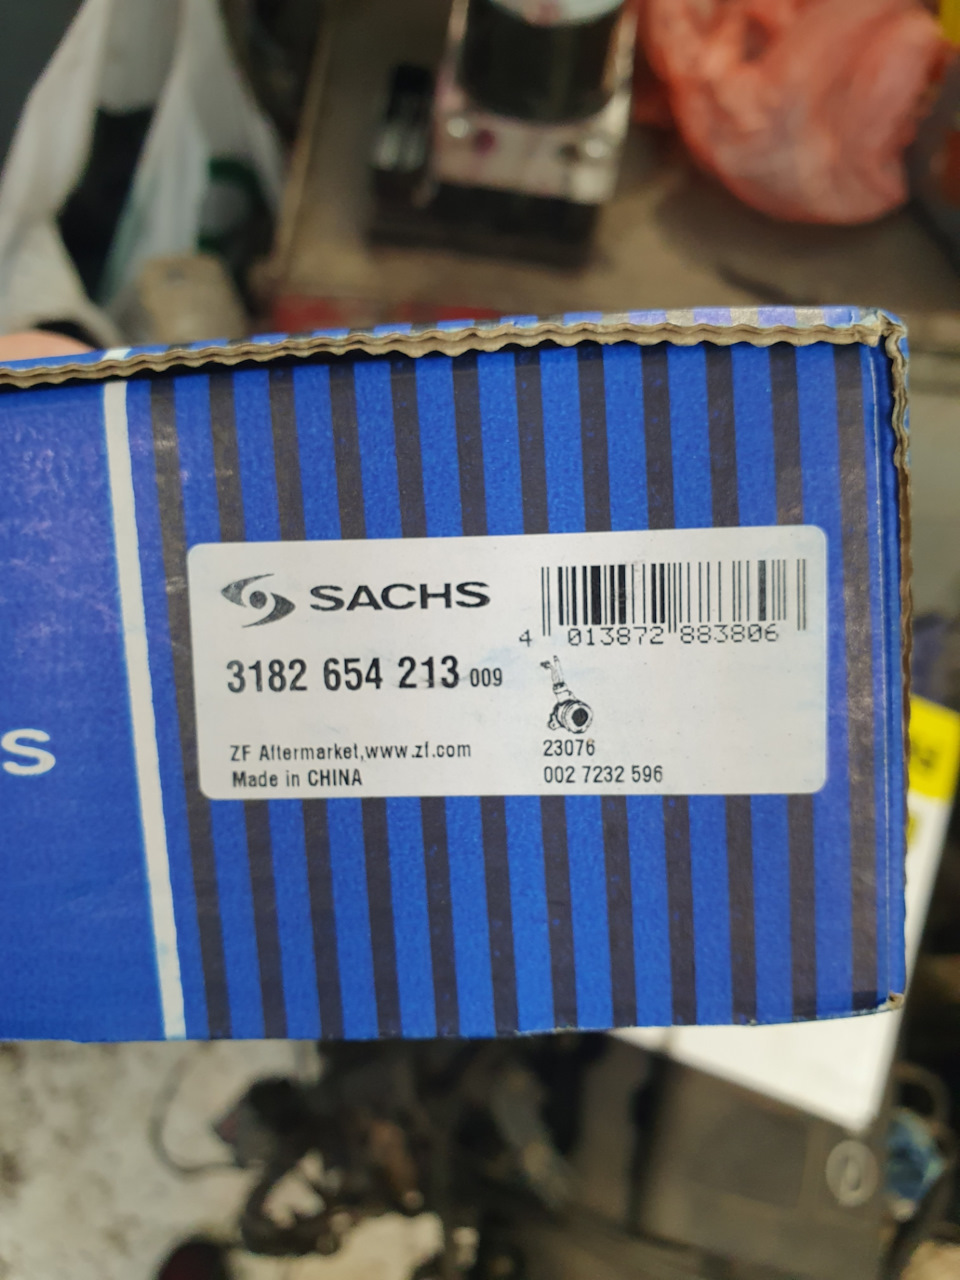 SACHS
4 013872 883806
3182 654 213 009
ZF Aftermarket,www.zf.com
Made in CHINA
23076
002 7232 596
S